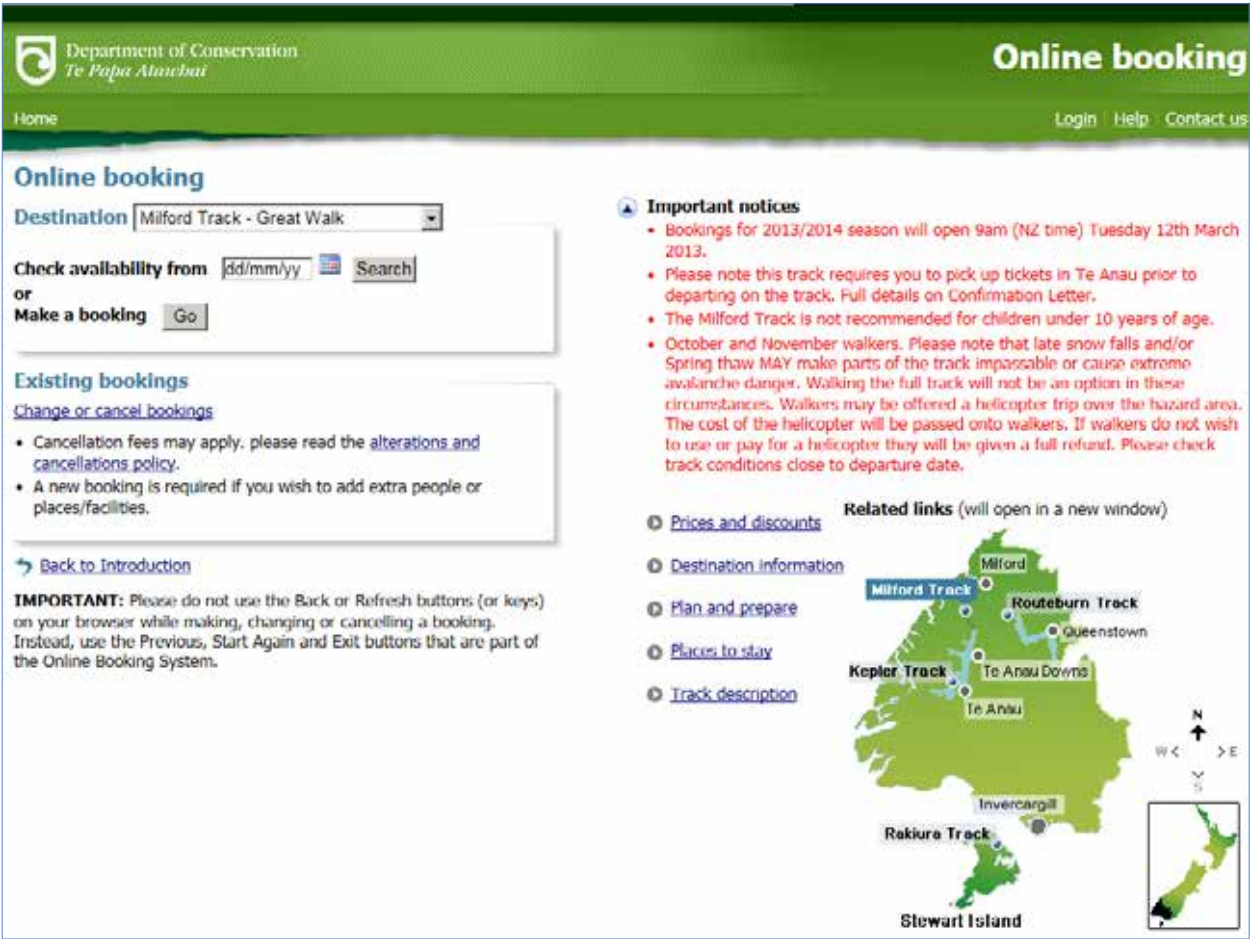 Department of Conservation
Te Papa Atawhai
Online booking
Home
Login Help Contact us
Online booking
Destination Milford Track - Great Walk
Check availability from dd/mm/yy Search
or
Make a booking Go
Existing bookings
Change or cancel bookings
• Cancellation fees may apply. please read the alterations and
cancellations policy.
• A new booking is required if you wish to add extra people or
places/facilities.
Back to Introduction
IMPORTANT: Please do not use the Back or Refresh buttons (or keys)
on your browser while making, changing or cancelling a booking.
Instead, use the Previous, Start Again and Exit buttons that are part of
the Online Booking System.
Important notices
• Bookings for 2013/2014 season will open 9am (NZ time) Tuesday 12th March
2013.
• Please note this track requires you to pick up tickets in Te Anau prior to
departing on the track. Full details on Confirmation Letter.
• The Milford Track is not recommended for children under 10 years of age.
• October and November walkers. Please note that late snow falls and/or
Spring thaw MAY make parts of the track impassable or cause extreme
avalanche danger. Walking the full track will not be an option in these
circumstances. Walkers may be offered a helicopter trip over the hazard area.
The cost of the helicopter will be passed onto walkers. If walkers do not wish
to use or pay for a helicopter they will be given a full refund. Please check
track conditions close to departure date.
Related links (will open in a new window)
Prices and discounts
Destination information
Plan and prepare
Places to stay
Track description
Milford
Milford Track
Routeburn Track
Queenstown
Kepler Track
Te Anau Downs
Te Anau
N
W
E
S
Invercargill
Rakiura Track
Stewart Island